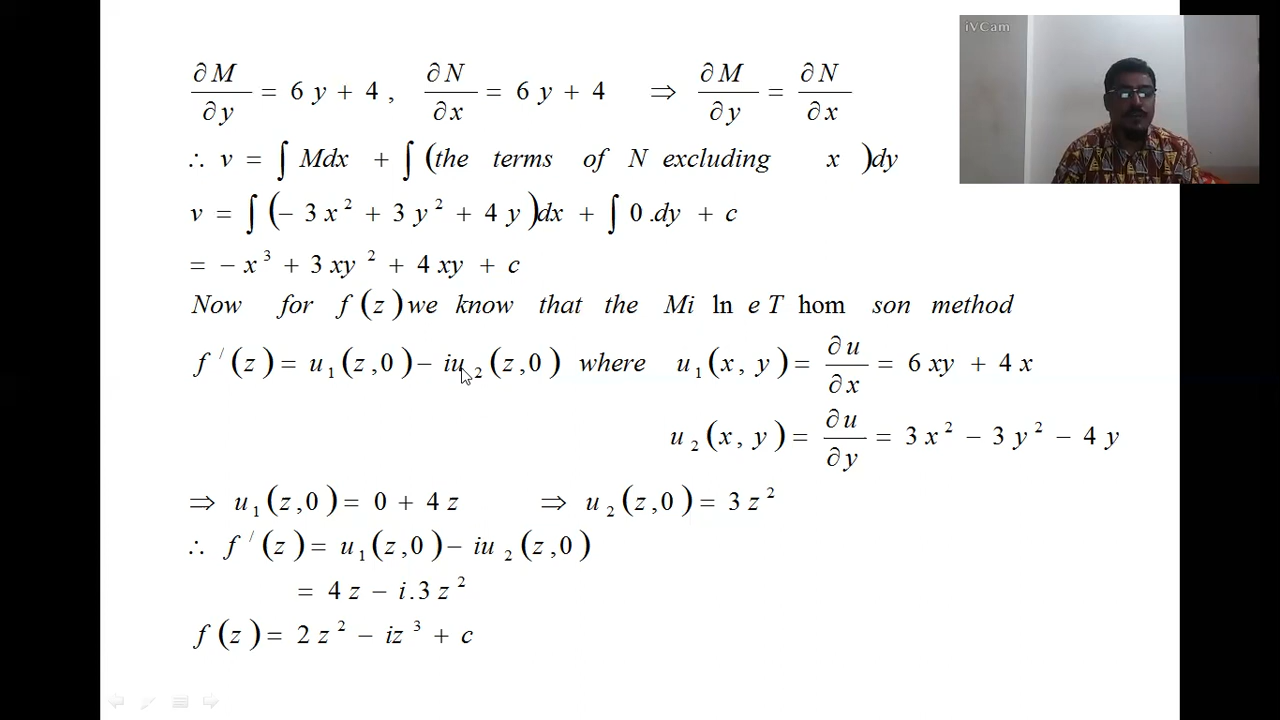 iVCam
∂M/∂y = 6y + 4, ∂N/∂x = 6y + 4 ⇒ ∂M/∂y = ∂N/∂x
∴ v = ∫ Mdx + ∫ (the terms of N excluding x)dy
v = ∫ (− 3x² + 3y² + 4y)dx + ∫ 0.dy + c
= − x³ + 3xy² + 4xy + c
Now for f(z) we know that the Mi ln e T hom son method
f′(z) = u₁(z,0) − iu₂(z,0) where u₁(x, y) = ∂u/∂x = 6xy + 4x
u₂(x, y) = ∂u/∂y = 3x² − 3y² − 4y
⇒ u₁(z,0) = 0 + 4z ⇒ u₂(z,0) = 3z²
∴ f′(z) = u₁(z,0) − iu₂(z,0)
= 4z − i.3z²
f(z) = 2z² − iz³ + c